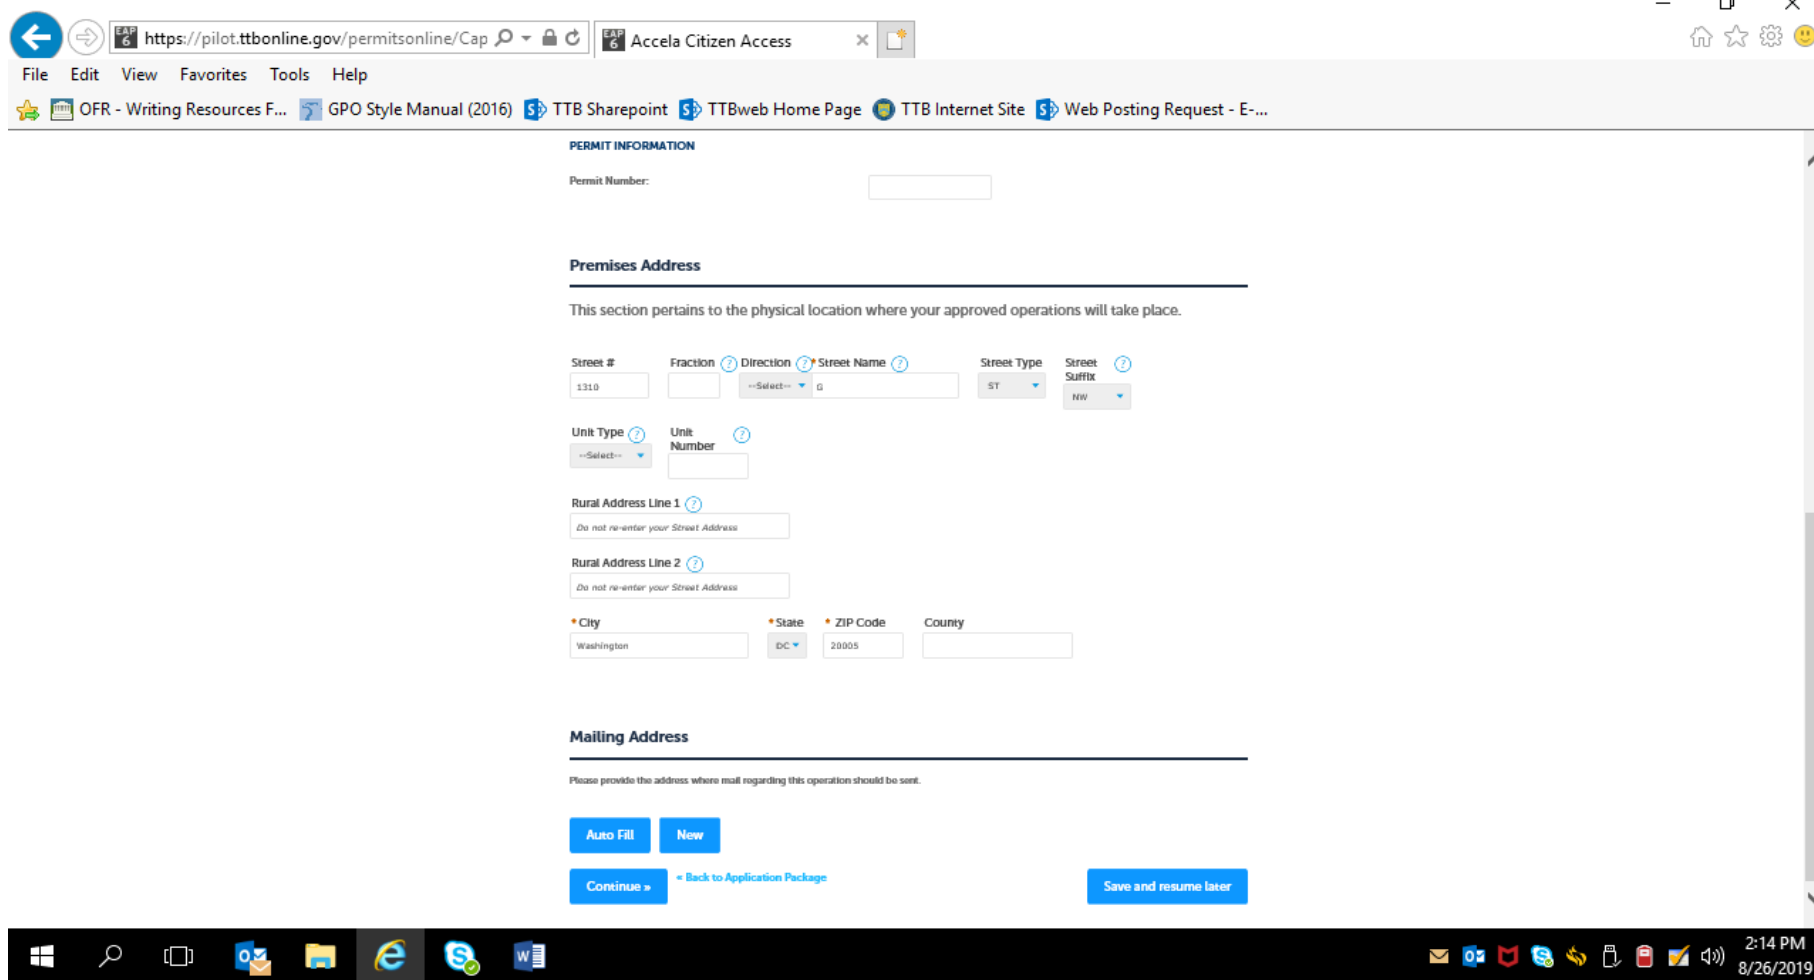 EAP 6 https://pilot.ttbonline.gov/permitsonline/Cap EAP 6 Accela Citizen Access
File Edit View Favorites Tools Help
OFR - Writing Resources F... GPO Style Manual (2016) TTB Sharepoint TTBweb Home Page TTB Internet Site Web Posting Request - E-...
PERMIT INFORMATION
Permit Number:
Premises Address
This section pertains to the physical location where your approved operations will take place.
Street # Fraction ? Direction ? * Street Name ? Street Type Street Suffix ?
1310 --Select-- G ST NW
Unit Type ? Unit Number ?
--Select--
Rural Address Line 1 ?
Do not re-enter your Street Address
Rural Address Line 2 ?
Do not re-enter your Street Address
* City * State * ZIP Code County
Washington DC 20005
Mailing Address
Please provide the address where mail regarding this operation should be sent.
Auto Fill New
Continue » « Back to Application Package Save and resume later
2:14 PM
8/26/2019